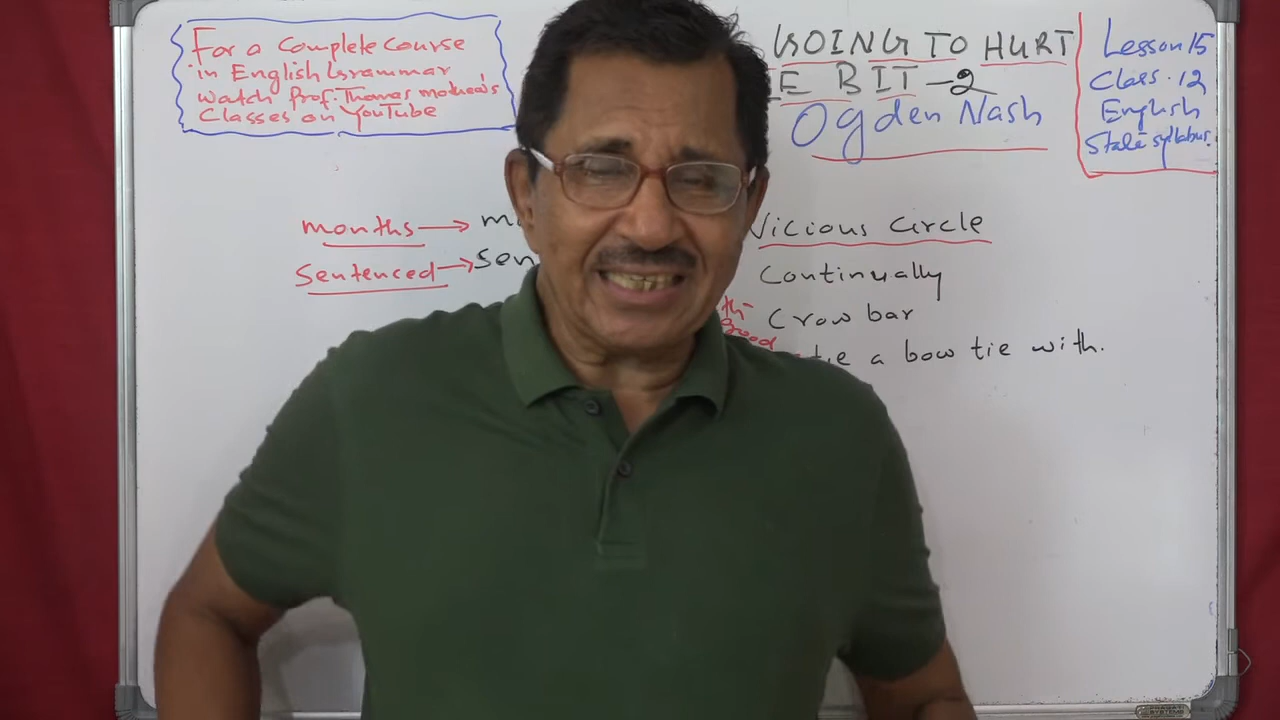 For a Complete Course
in English Grammar
watch Prof. Thomas mathew's
Classes on YouTube
GOING TO HURT
E BIT -2
Ogden Nash
Lesson 15
Class. 12
English
State syllabus.
months →
Sentenced → Sen
Vicious Circle
Continually
Crow bar
tie a bow tie with.